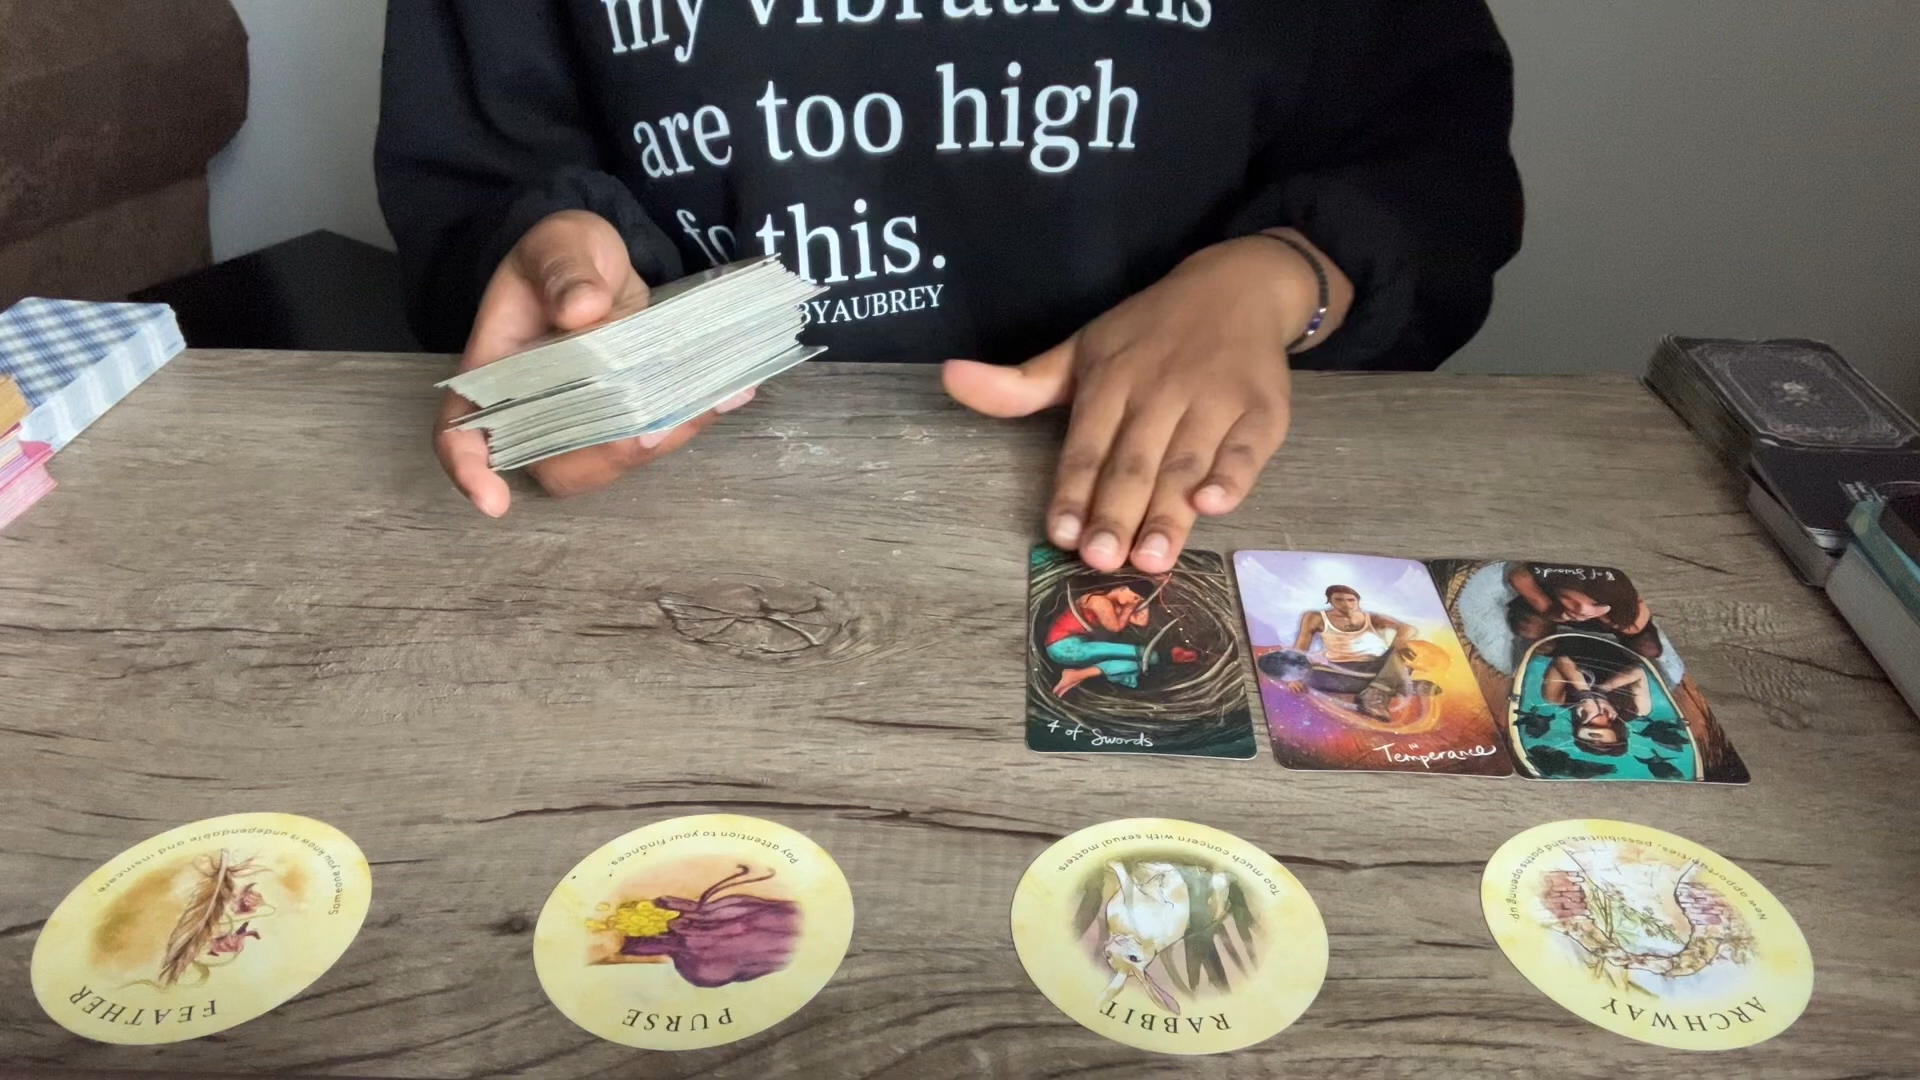 my vibrations
are too high
fo this.
BYAUBREY
8 of Swords
4 of Swords
14
Temperance
Someone you know is undependable and insincere
FEATHER
Pay attention to your finances.
PURSE
Too much concern with sexual matters
RABBIT
New opportunities, possibilities, and paths opening up
ARCHWAY